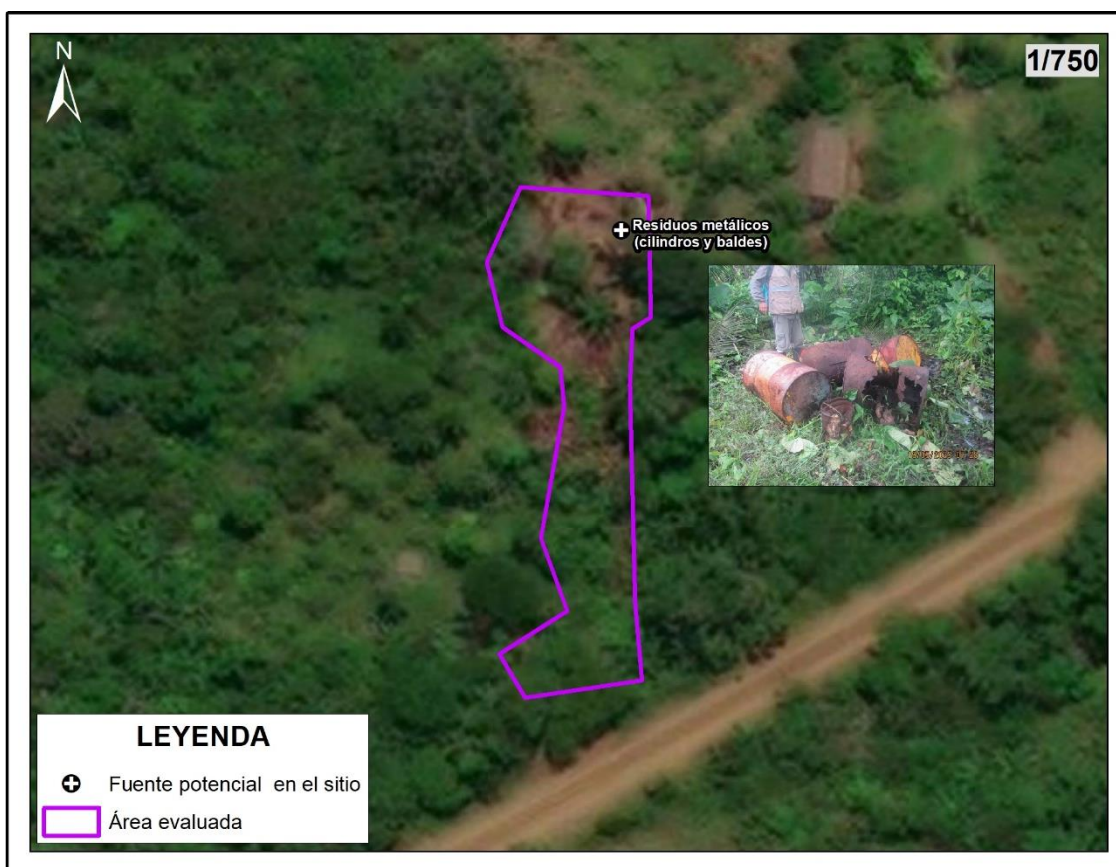 N
1/750
Residuos metálicos
(cilindros y baldes)
LEYENDA
Fuente potencial en el sitio
Área evaluada